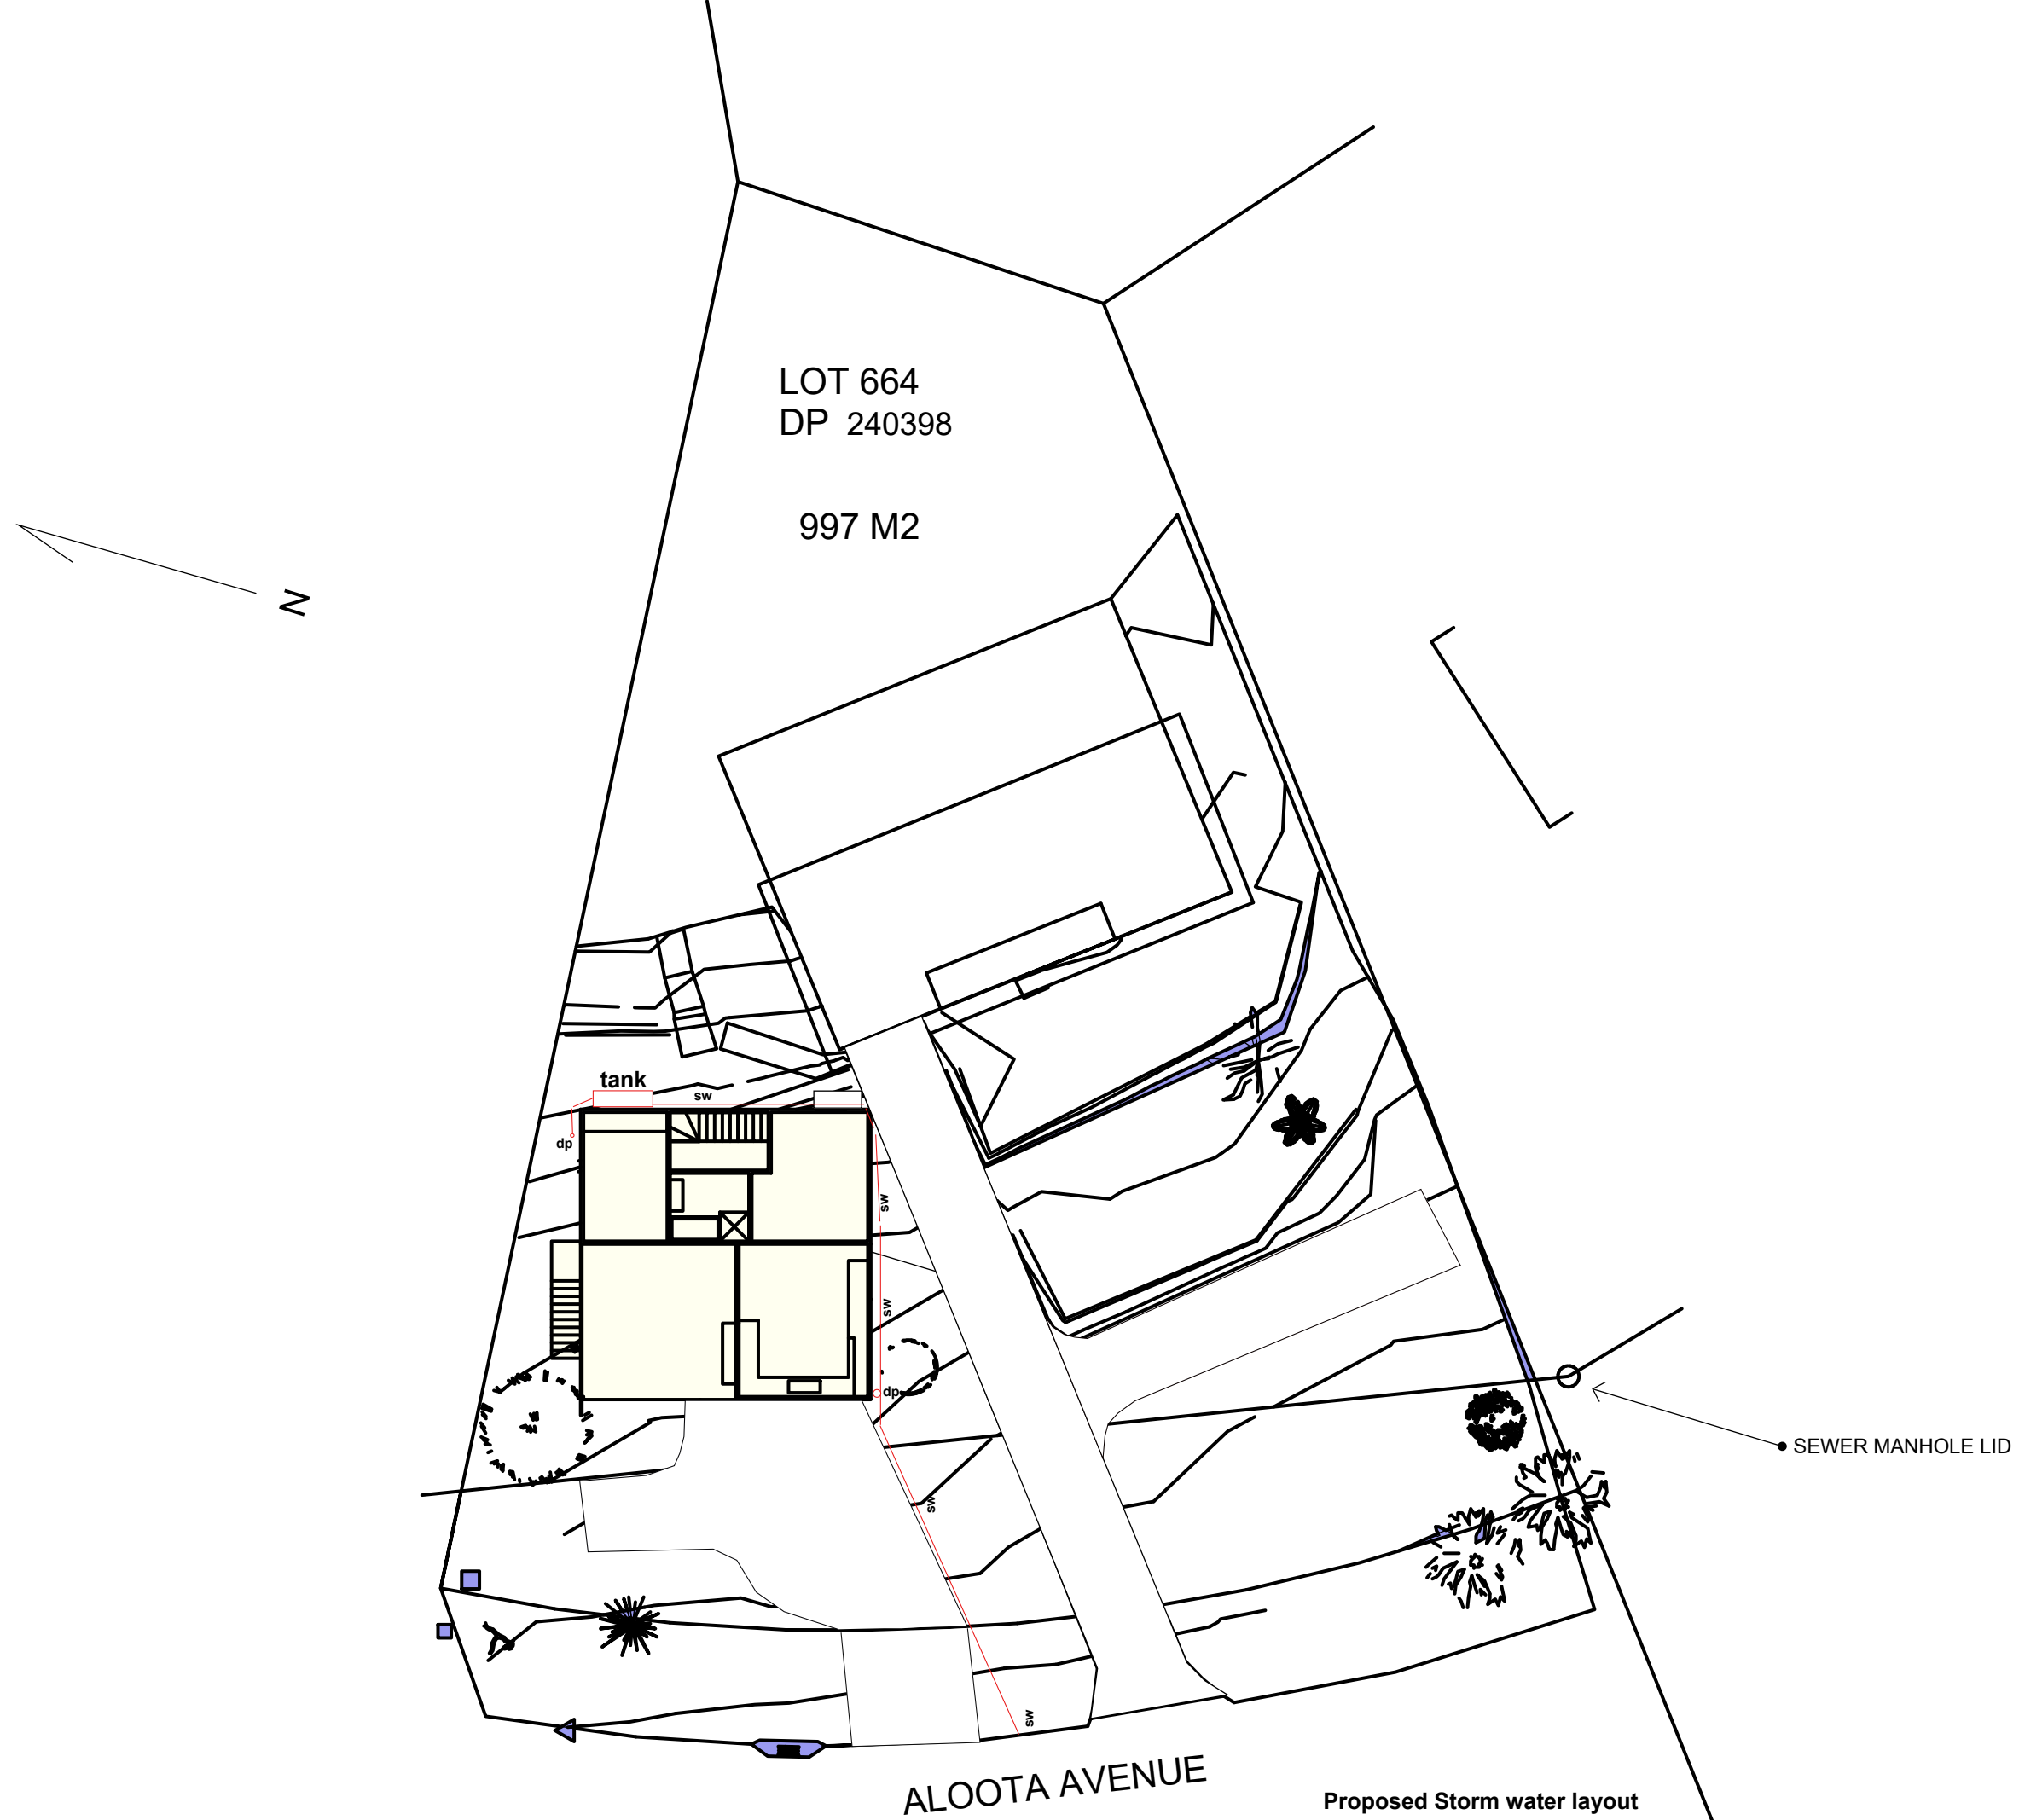 LOT 664
DP 240398
997 M2
N
tank
sw
dp
sw
sw
dp
SEWER MANHOLE LID
sw
sw
ALOOTA AVENUE
Proposed Storm water layout